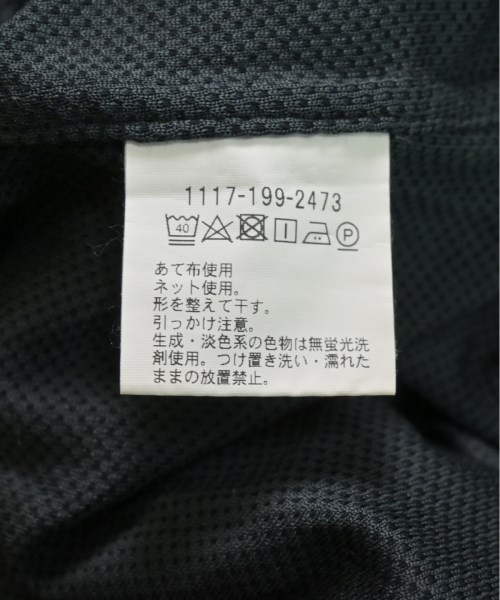 1117-199-2473
40 P
あて布使用
ネット使用。
形を整えて干す。
引っかけ注意。
生成・淡色系の色物は無蛍光洗
剤使用。つけ置き洗い・濡れた
ままの放置禁止。